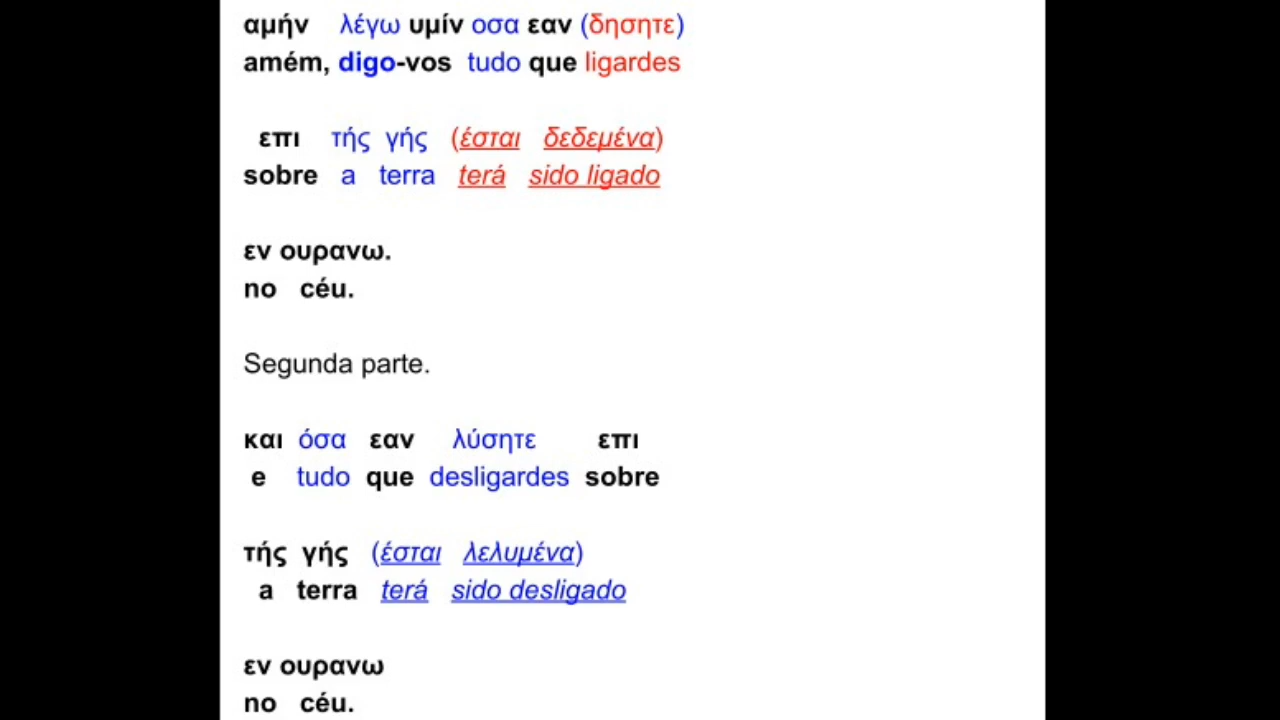 αμήν λέγω υμίν οσα εαν (δησητε)
amém, digo-vos tudo que ligardes
επι τής γής (έσται δεδεμένα)
sobre a terra terá sido ligado
εν ουρανω.
no céu.
Segunda parte.
και όσα εαν λύσητε επι
e tudo que desligardes sobre
τής γής (έσται λελυμένα)
a terra terá sido desligado
εν ουρανω
no céu.